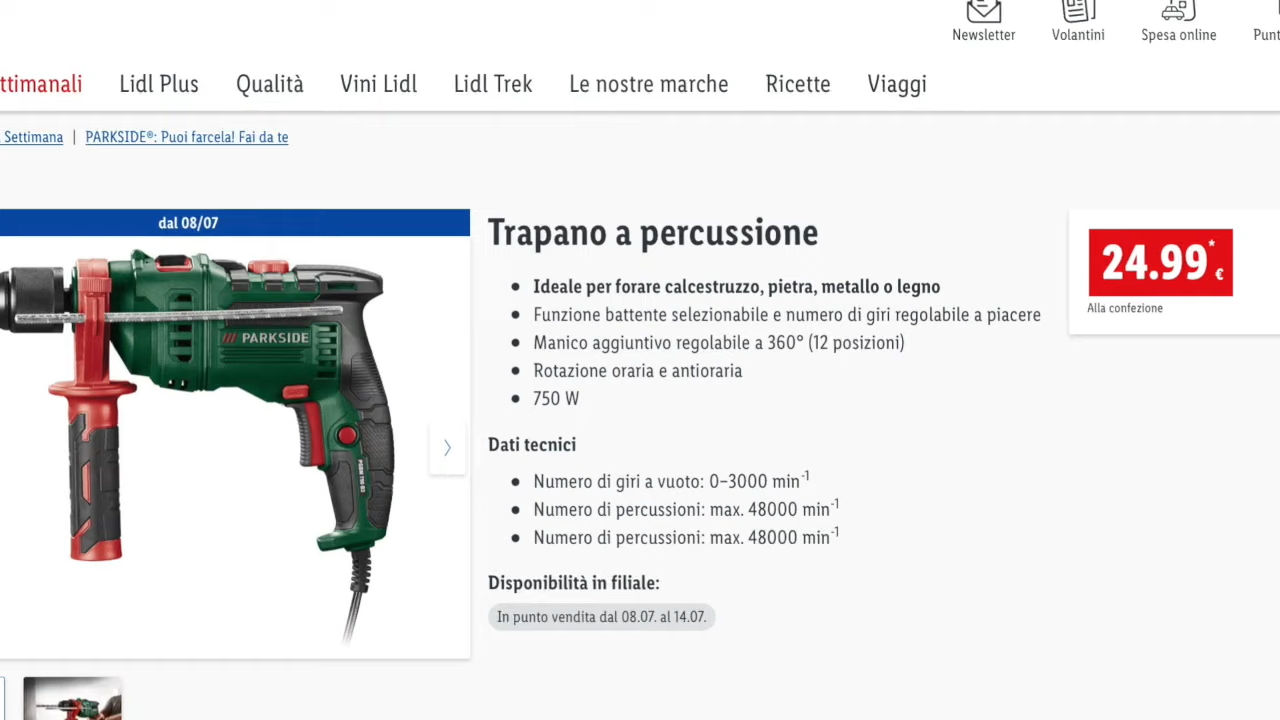 Newsletter
Volantini
Spesa online
Punt
ttimanali
Lidl Plus
Qualità
Vini Lidl
Lidl Trek
Le nostre marche
Ricette
Viaggi
Settimana | PARKSIDE®: Puoi farcela! Fai da te
dal 08/07
Trapano a percussione
24.99*
€
Alla confezione
• Ideale per forare calcestruzzo, pietra, metallo o legno
• Funzione battente selezionabile e numero di giri regolabile a piacere
• Manico aggiuntivo regolabile a 360° (12 posizioni)
• Rotazione oraria e antioraria
• 750 W
/// PARKSIDE
Dati tecnici
• Numero di giri a vuoto: 0–3000 min⁻¹
• Numero di percussioni: max. 48000 min⁻¹
• Numero di percussioni: max. 48000 min⁻¹
Disponibilità in filiale:
In punto vendita dal 08.07. al 14.07.